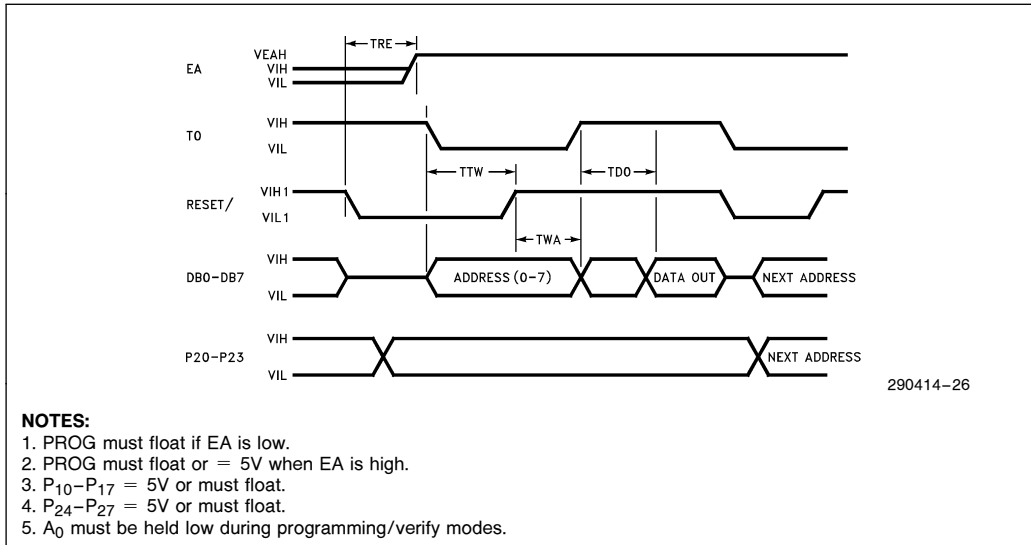 TRE
VEAH
EA VIH
VIL
T0 VIH
VIL
TTW TDO
RESET/ VIH1
VIL1
TWA
DB0-DB7 VIH
VIL
ADDRESS (0-7) DATA OUT NEXT ADDRESS
P20-P23 VIH
VIL
NEXT ADDRESS
290414-26
NOTES:
1. PROG must float if EA is low.
2. PROG must float or = 5V when EA is high.
3. P10–P17 = 5V or must float.
4. P24–P27 = 5V or must float.
5. A0 must be held low during programming/verify modes.